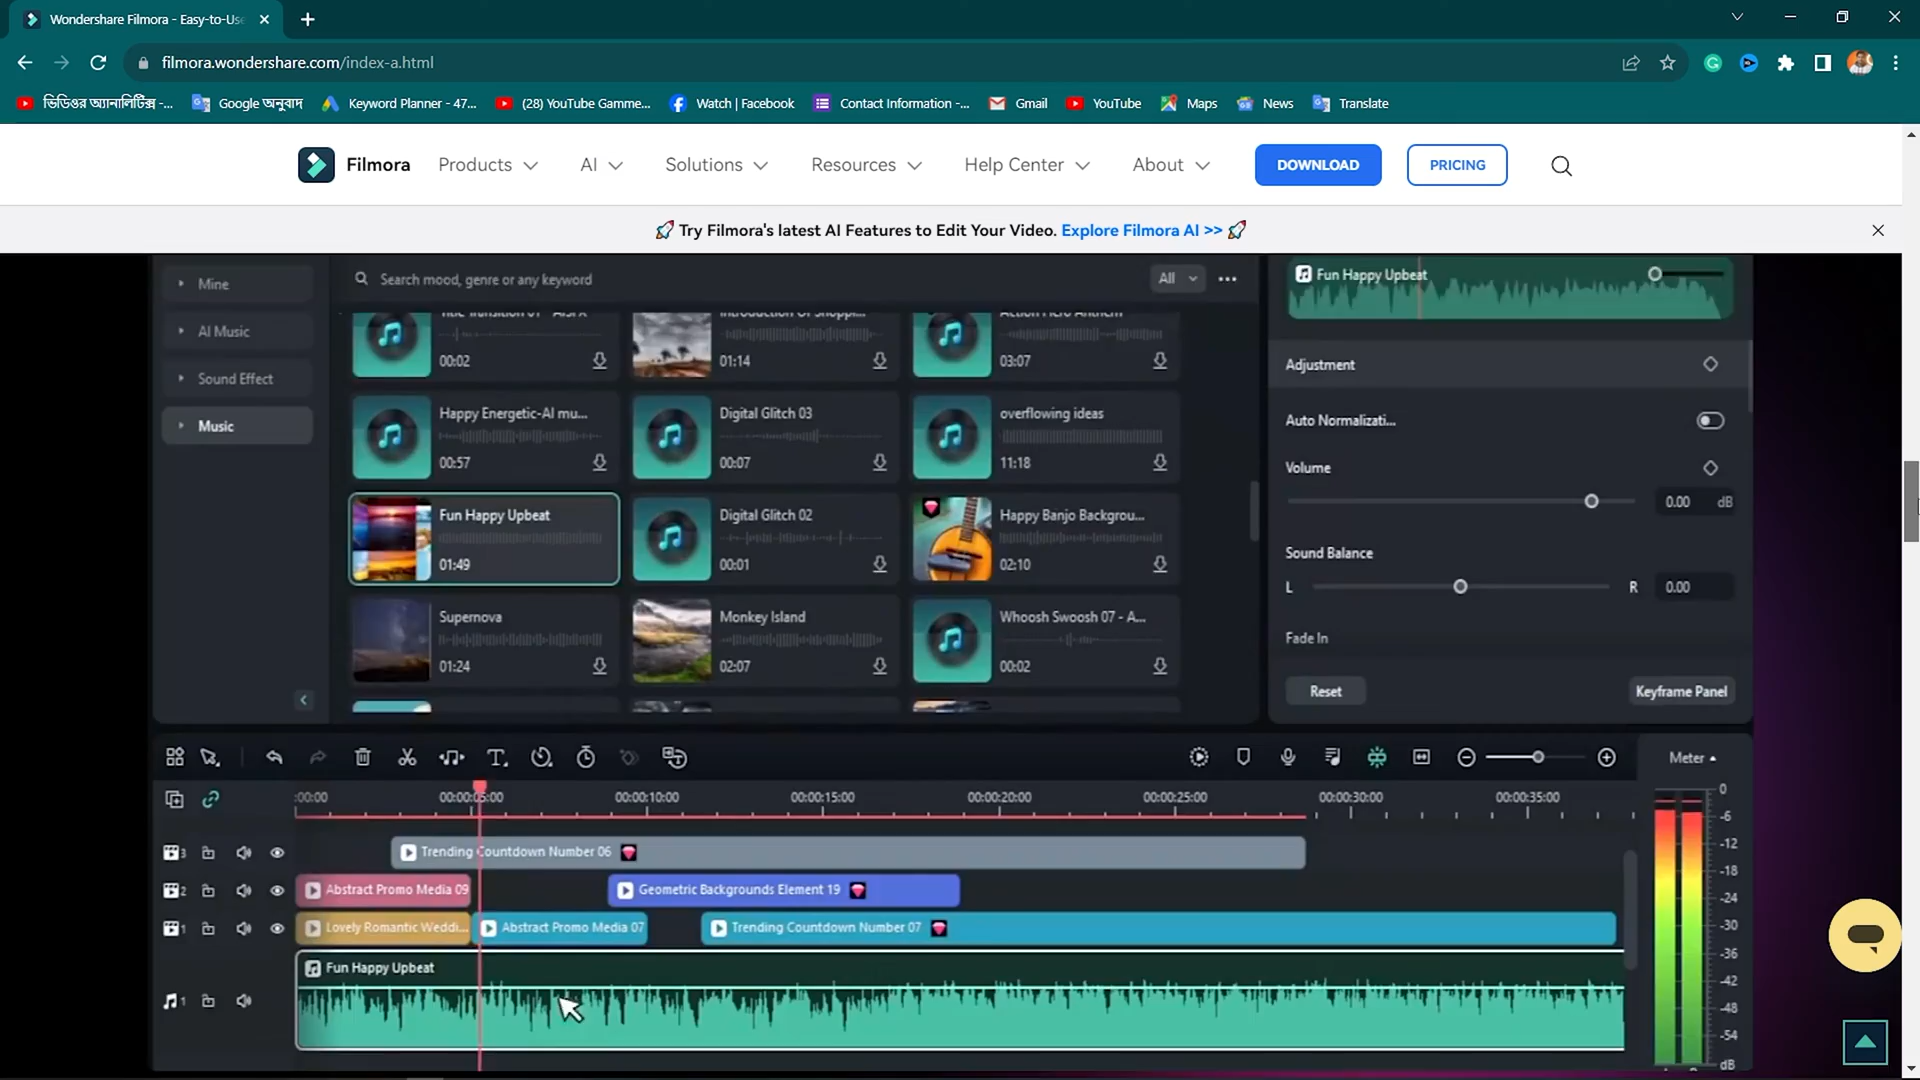 Wondershare Filmora - Easy-to-Use
filmora.wondershare.com/index-a.html
ভিডিওর অ্যানালিটিক্স -...
Google অনুবাদ
Keyword Planner - 47...
(28) YouTube Gamme...
Watch | Facebook
Contact Information -...
Gmail
YouTube
Maps
News
Translate
Filmora
Products
AI
Solutions
Resources
Help Center
About
DOWNLOAD
PRICING
Try Filmora's latest AI Features to Edit Your Video. Explore Filmora AI >>
Mine
AI Music
Sound Effect
Music
Search mood, genre or any keyword
All
00:02
01:14
Action Hero Anthem
03:07
Happy Energetic-AI mu...
00:57
Digital Glitch 03
00:07
overflowing ideas
11:18
Fun Happy Upbeat
01:49
Digital Glitch 02
00:01
Happy Banjo Backgrou...
02:10
Supernova
01:24
Monkey Island
02:07
Whoosh Swoosh 07 - A...
00:02
Fun Happy Upbeat
Adjustment
Auto Normalizati...
Volume
0.00 dB
Sound Balance
L
R
0.00
Fade In
Reset
Keyframe Panel
Meter
:00:00
00:00:05:00
00:00:10:00
00:00:15:00
00:00:20:00
00:00:25:00
00:00:30:00
00:00:35:00
3
Trending Countdown Number 06
2
Abstract Promo Media 09
Geometric Backgrounds Element 19
1
Lovely Romantic Weddi...
Abstract Promo Media 07
Trending Countdown Number 07
Fun Happy Upbeat
1
0
-6
-12
-18
-24
-30
-36
-42
-48
-54
dB